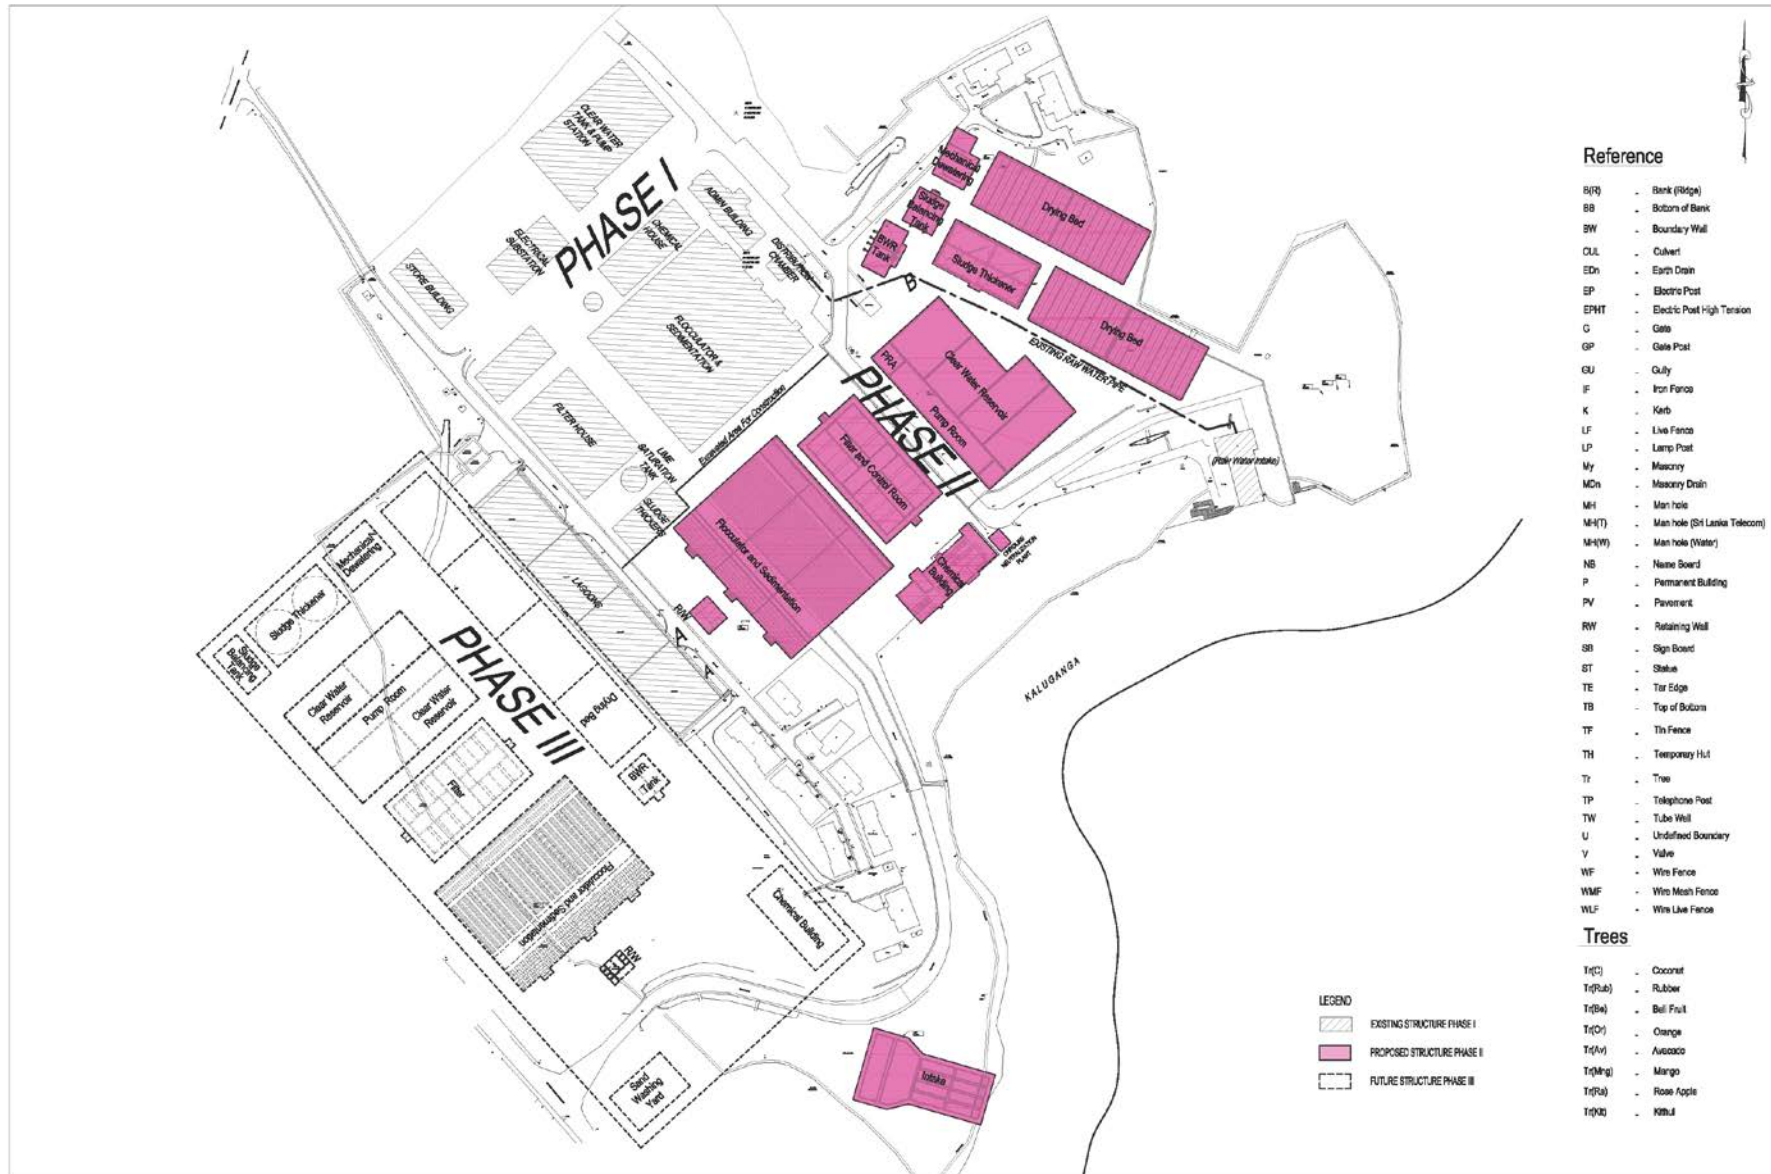 CLEAR WATER
TANK & PUMP
STATION
PHASE I
ADMIN BUILDING
CHEMICAL
HOUSE
ELECTRICAL
SUBSTATION
STORE BUILDING
DISTRIBUTION
CHAMBER
FLOCCULATOR &
SEDIMENTATION
FILTER HOUSE
LIME
SATURATION
TANK
SLUDGE
THICKERS
LAGOONS
Excavated Area For Construction
Mechanical
Dewatering
Sludge
Balancing
Tank
BWR
Tank
Drying Bed
Sludge Thickener
Drying Bed
B
EXISTING RAW WATER PIPE
PHASE II
PRA
Clear Water Reservoir
Pump Room
Filter and Control Room
Flocculator and Sedimentation
Chemical
Building
NEUTRALIZATION
PLANT
(Raw Water Intake)
R/W
A
A
KALUGANGA
Intake
PHASE III
Mechanical
Dewatering
Sludge Thickener
Sludge
Balancing
Tank
Clear Water
Reservoir
Pump Room
Clear Water
Reservoir
Drying Bed
BWR
Tank
Filter
Flocculator and Sedimentation
R/W
Chemical Building
Sand
Washing
Yard
Reference
B(R) - Bank (Ridge)
BB - Bottom of Bank
BW - Boundary Wall
CUL - Culvert
EDn - Earth Drain
EP - Electric Post
EPHT - Electric Post High Tension
G - Gate
GP - Gate Post
GU - Gully
IF - Iron Fence
K - Kerb
LF - Live Fence
LP - Lamp Post
My - Masonry
MDn - Masonry Drain
MH - Man hole
MH(T) - Man hole (Sri Lanka Telecom)
MH(W) - Man hole (Water)
NB - Name Board
P - Permanent Building
PV - Pavement
RW - Retaining Wall
SB - Sign Board
ST - Statue
TE - Tar Edge
TB - Top of Bottom
TF - Tin Fence
TH - Temporary Hut
Tr - Tree
TP - Telephone Post
TW - Tube Well
U - Undefined Boundary
V - Valve
WF - Wire Fence
WMF - Wire Mesh Fence
WLF - Wire Live Fence
Trees
Tr(C) - Coconut
Tr(Rub) - Rubber
Tr(Be) - Bell Fruit
Tr(Or) - Orange
Tr(Av) - Avacado
Tr(Mng) - Mango
Tr(Ra) - Rose Apple
Tr(Kit) - Kithul
LEGEND
EXISTING STRUCTURE PHASE I
PROPOSED STRUCTURE PHASE II
FUTURE STRUCTURE PHASE III